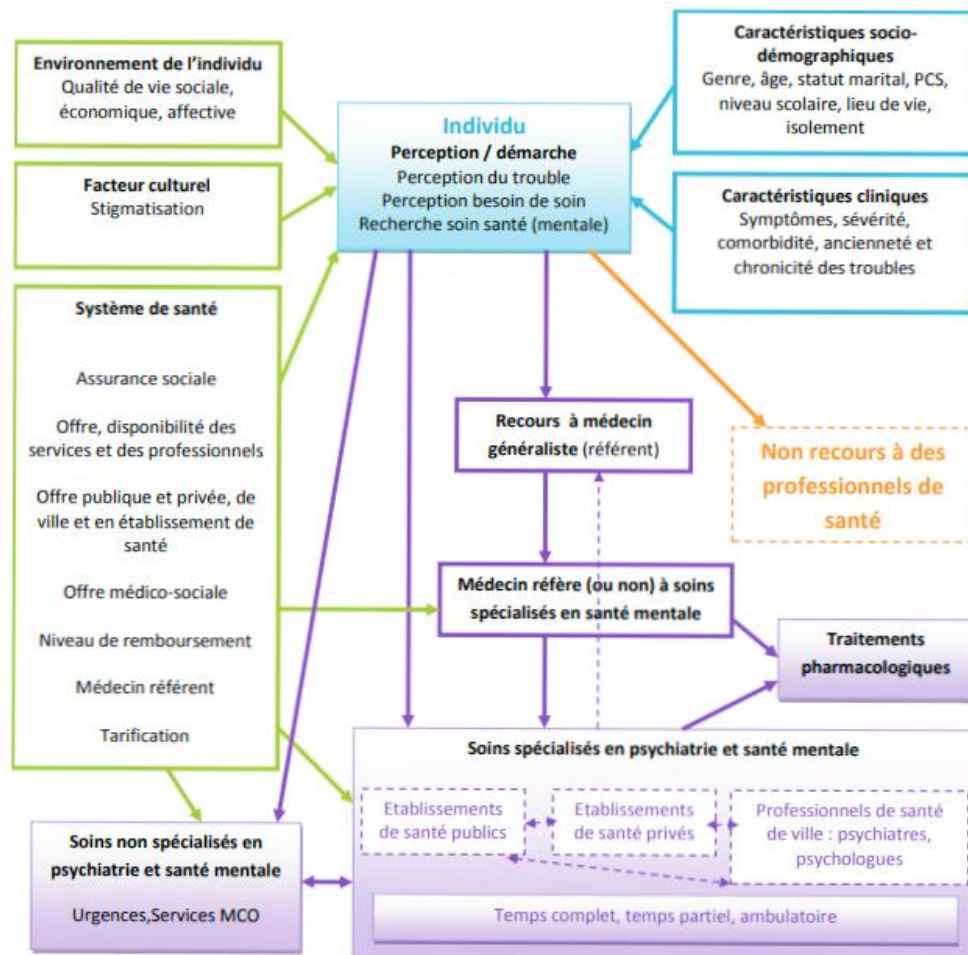 Environnement de l'individu
Qualité de vie sociale,
économique, affective
Facteur culturel
Stigmatisation
Système de santé
Assurance sociale
Offre, disponibilité des
services et des professionnels
Offre publique et privée, de
ville et en établissement de
santé
Offre médico-sociale
Niveau de remboursement
Médecin référent
Tarification
Individu
Perception / démarche
Perception du trouble
Perception besoin de soin
Recherche soin santé (mentale)
Caractéristiques socio-
démographiques
Genre, âge, statut marital, PCS,
niveau scolaire, lieu de vie,
isolement
Caractéristiques cliniques
Symptômes, sévérité,
comorbidité, ancienneté et
chronicité des troubles
Recours à médecin
généraliste (référent)
Non recours à des
professionnels de
santé
Médecin réfère (ou non) à soins
spécialisés en santé mentale
Traitements
pharmacologiques
Soins spécialisés en psychiatrie et santé mentale
Etablissements
de santé publics
Etablissements
de santé privés
Professionnels de santé
de ville : psychiatres,
psychologues
Temps complet, temps partiel, ambulatoire
Soins non spécialisés en
psychiatrie et santé mentale
Urgences,Services MCO